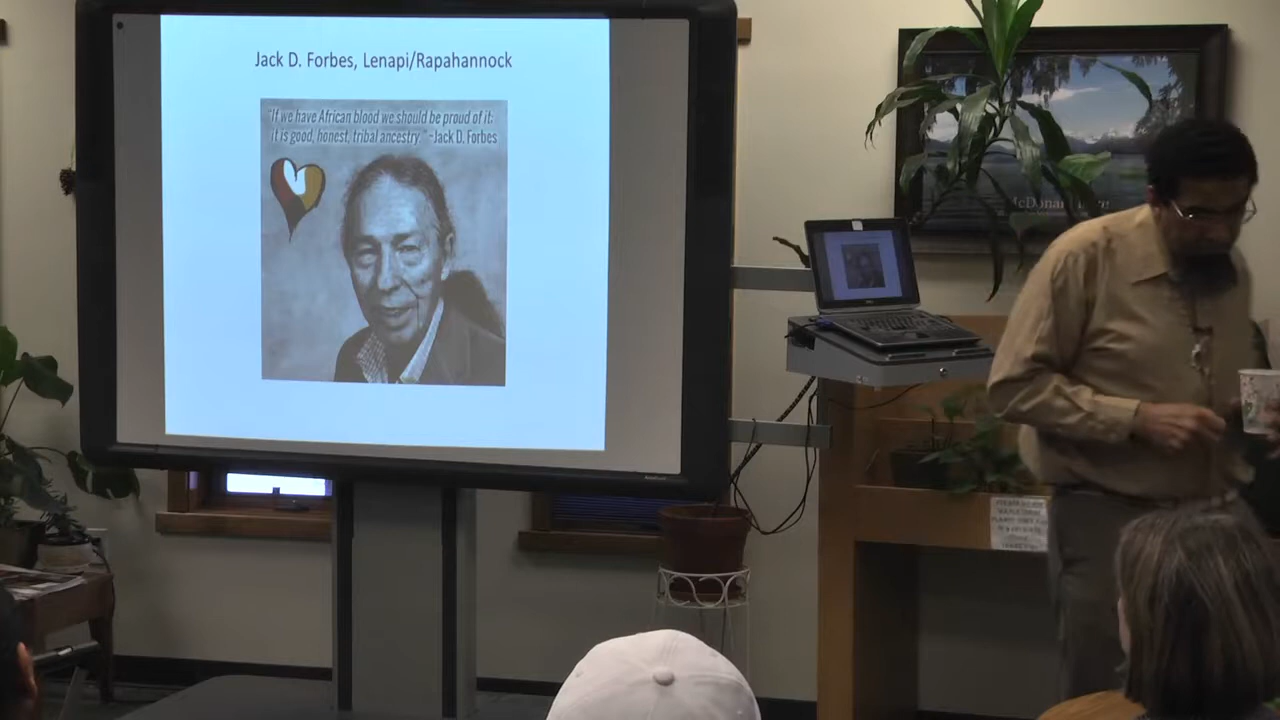 Jack D. Forbes, Lenapi/Rapahannock
"If we have African blood we should be proud of it;
it is good, honest, tribal ancestry." ~Jack D. Forbes
McDonald